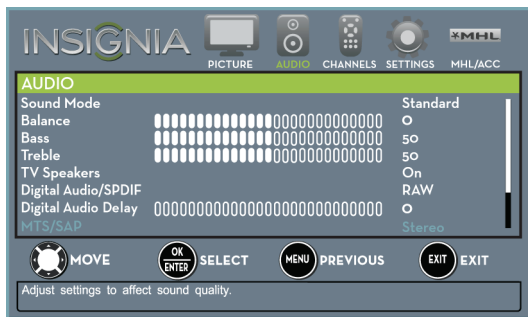 INSIGNIA
PICTURE AUDIO CHANNELS SETTINGS MHL MHL/ACC
AUDIO
Sound Mode Standard
Balance 0
Bass 50
Treble 50
TV Speakers On
Digital Audio/SPDIF RAW
Digital Audio Delay 0
MTS/SAP Stereo
MOVE OK ENTER SELECT MENU PREVIOUS EXIT EXIT
Adjust settings to affect sound quality.